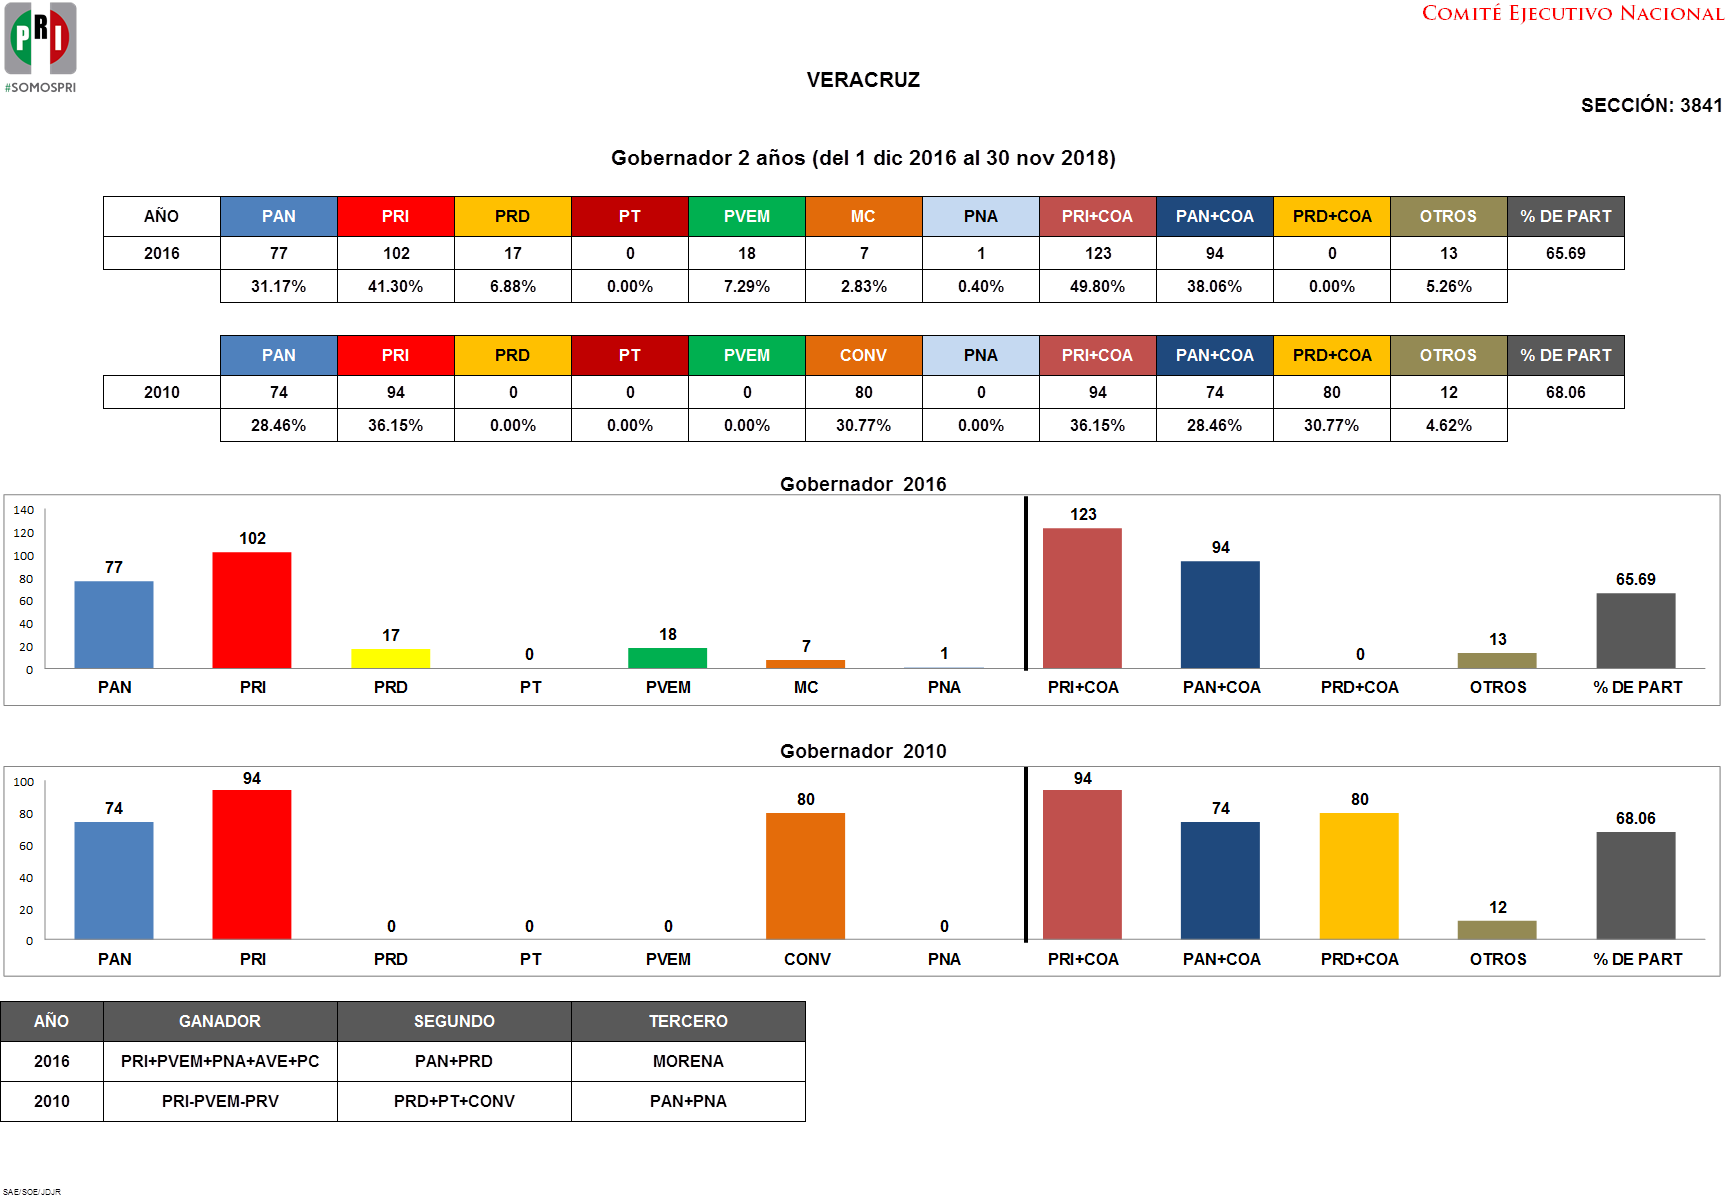 PRI
#SOMOSPRI
COMITÉ EJECUTIVO NACIONAL
VERACRUZ
SECCIÓN: 3841
Gobernador 2 años (del 1 dic 2016 al 30 nov 2018)
AÑO PAN PRI PRD PT PVEM MC PNA PRI+COA PAN+COA PRD+COA OTROS % DE PART
2016 77 102 17 0 18 7 1 123 94 0 13 65.69
31.17% 41.30% 6.88% 0.00% 7.29% 2.83% 0.40% 49.80% 38.06% 0.00% 5.26%
PAN PRI PRD PT PVEM CONV PNA PRI+COA PAN+COA PRD+COA OTROS % DE PART
2010 74 94 0 0 0 80 0 94 74 80 12 68.06
28.46% 36.15% 0.00% 0.00% 0.00% 30.77% 0.00% 36.15% 28.46% 30.77% 4.62%
Gobernador 2016
140
120
100
80
60
40
20
0
77 102 17 0 18 7 1 123 94 0 13 65.69
PAN PRI PRD PT PVEM MC PNA PRI+COA PAN+COA PRD+COA OTROS % DE PART
Gobernador 2010
100
80
60
40
20
0
74 94 0 0 0 80 0 94 74 80 12 68.06
PAN PRI PRD PT PVEM CONV PNA PRI+COA PAN+COA PRD+COA OTROS % DE PART
AÑO GANADOR SEGUNDO TERCERO
2016 PRI+PVEM+PNA+AVE+PC PAN+PRD MORENA
2010 PRI-PVEM-PRV PRD+PT+CONV PAN+PNA
SAE/SOE/JDJR